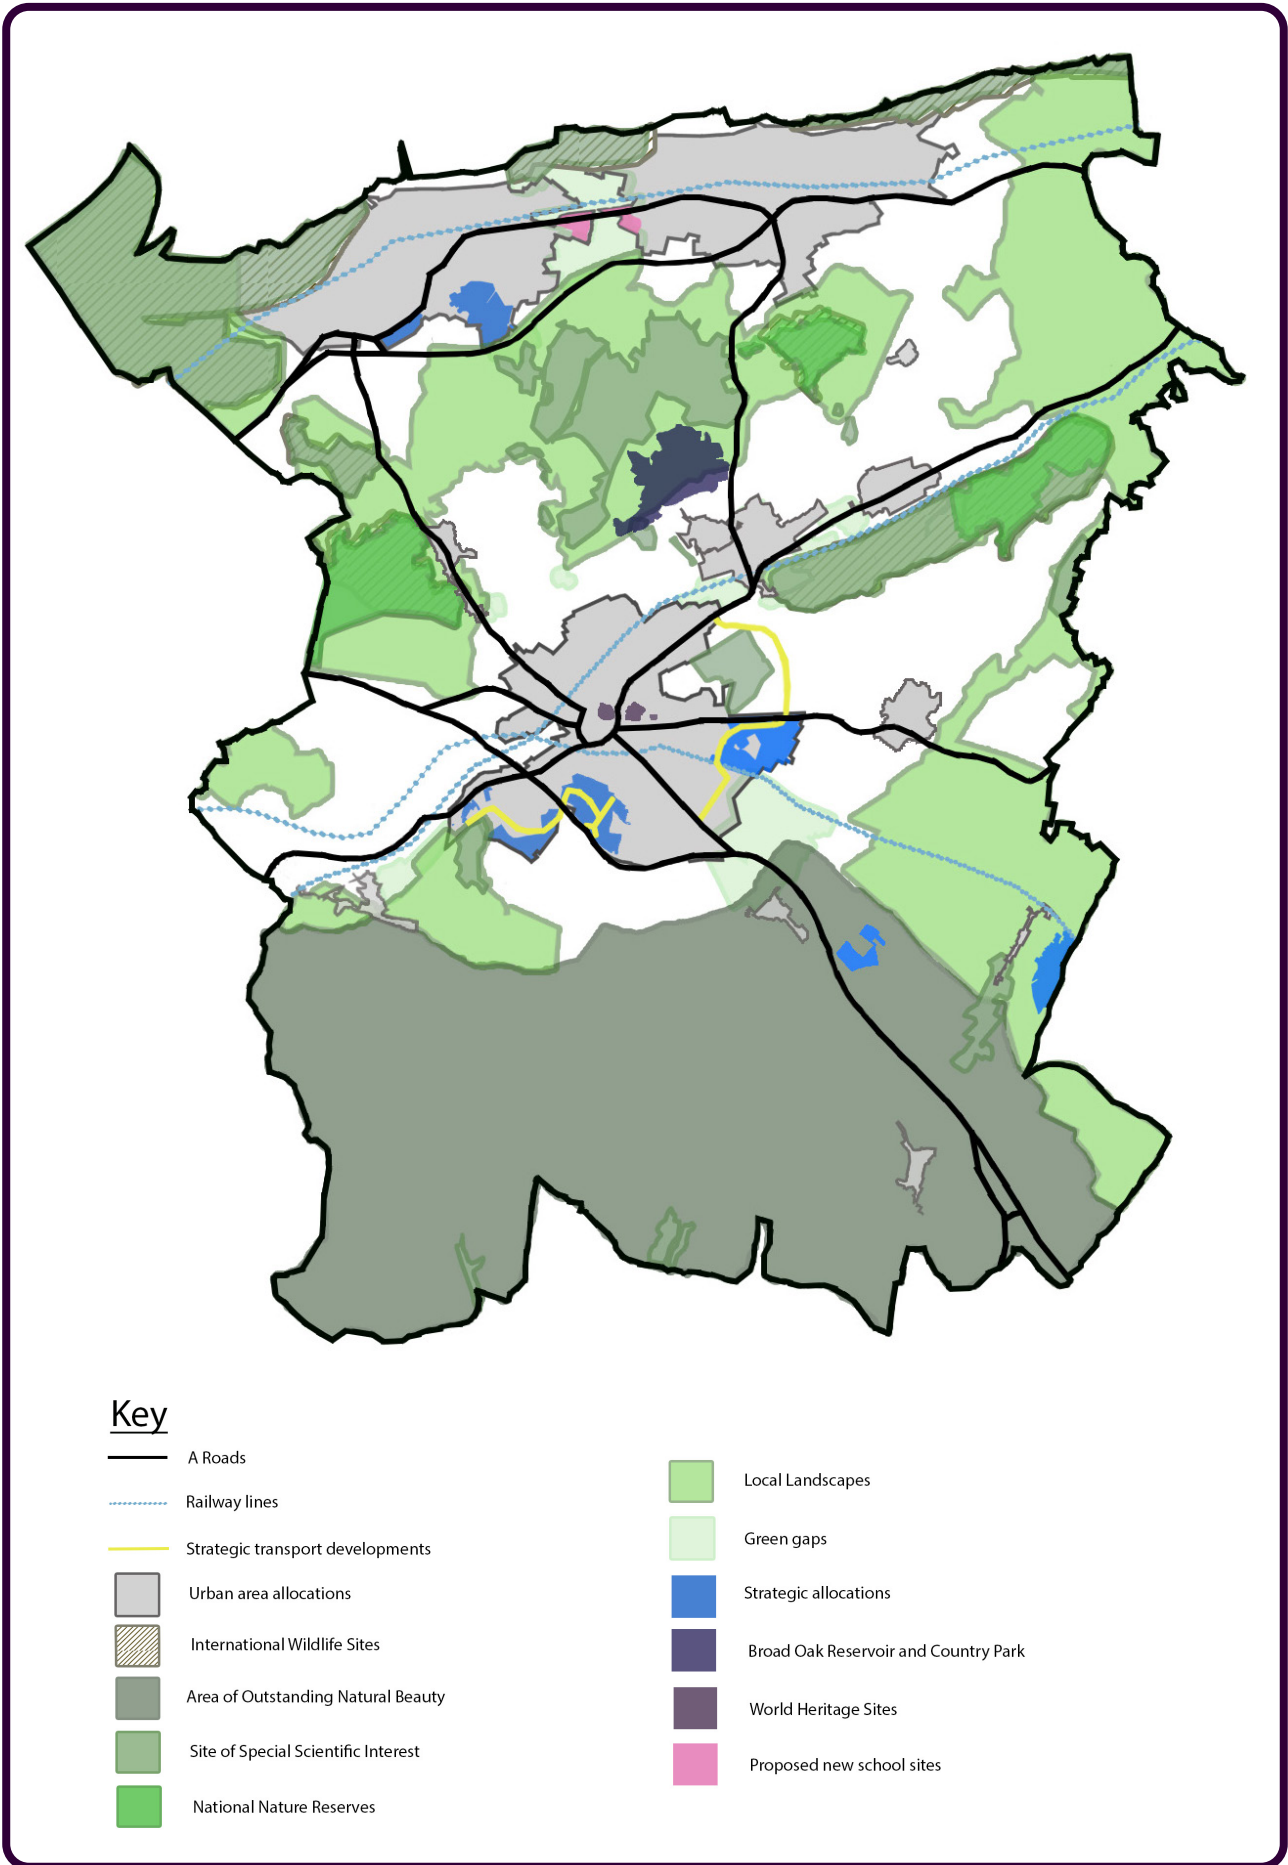 Key
A Roads
Railway lines
Strategic transport developments
Urban area allocations
International Wildlife Sites
Area of Outstanding Natural Beauty
Site of Special Scientific Interest
National Nature Reserves
Local Landscapes
Green gaps
Strategic allocations
Broad Oak Reservoir and Country Park
World Heritage Sites
Proposed new school sites